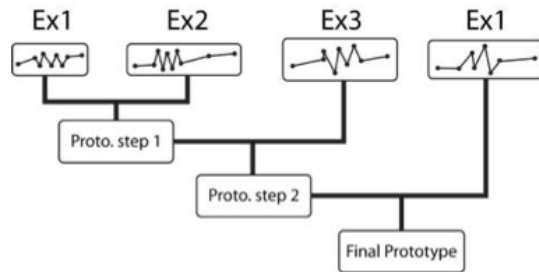 Ex1 Ex2 Ex3 Ex1
Proto. step 1
Proto. step 2
Final Prototype